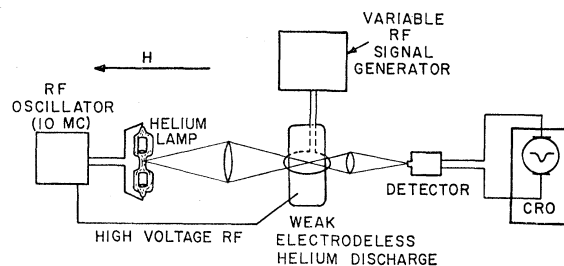 VARIABLE
RF
SIGNAL
GENERATOR
H
RF
OSCILLATOR
(10 MC)
HELIUM
LAMP
DETECTOR
CRO
HIGH VOLTAGE RF
WEAK
ELECTRODELESS
HELIUM DISCHARGE